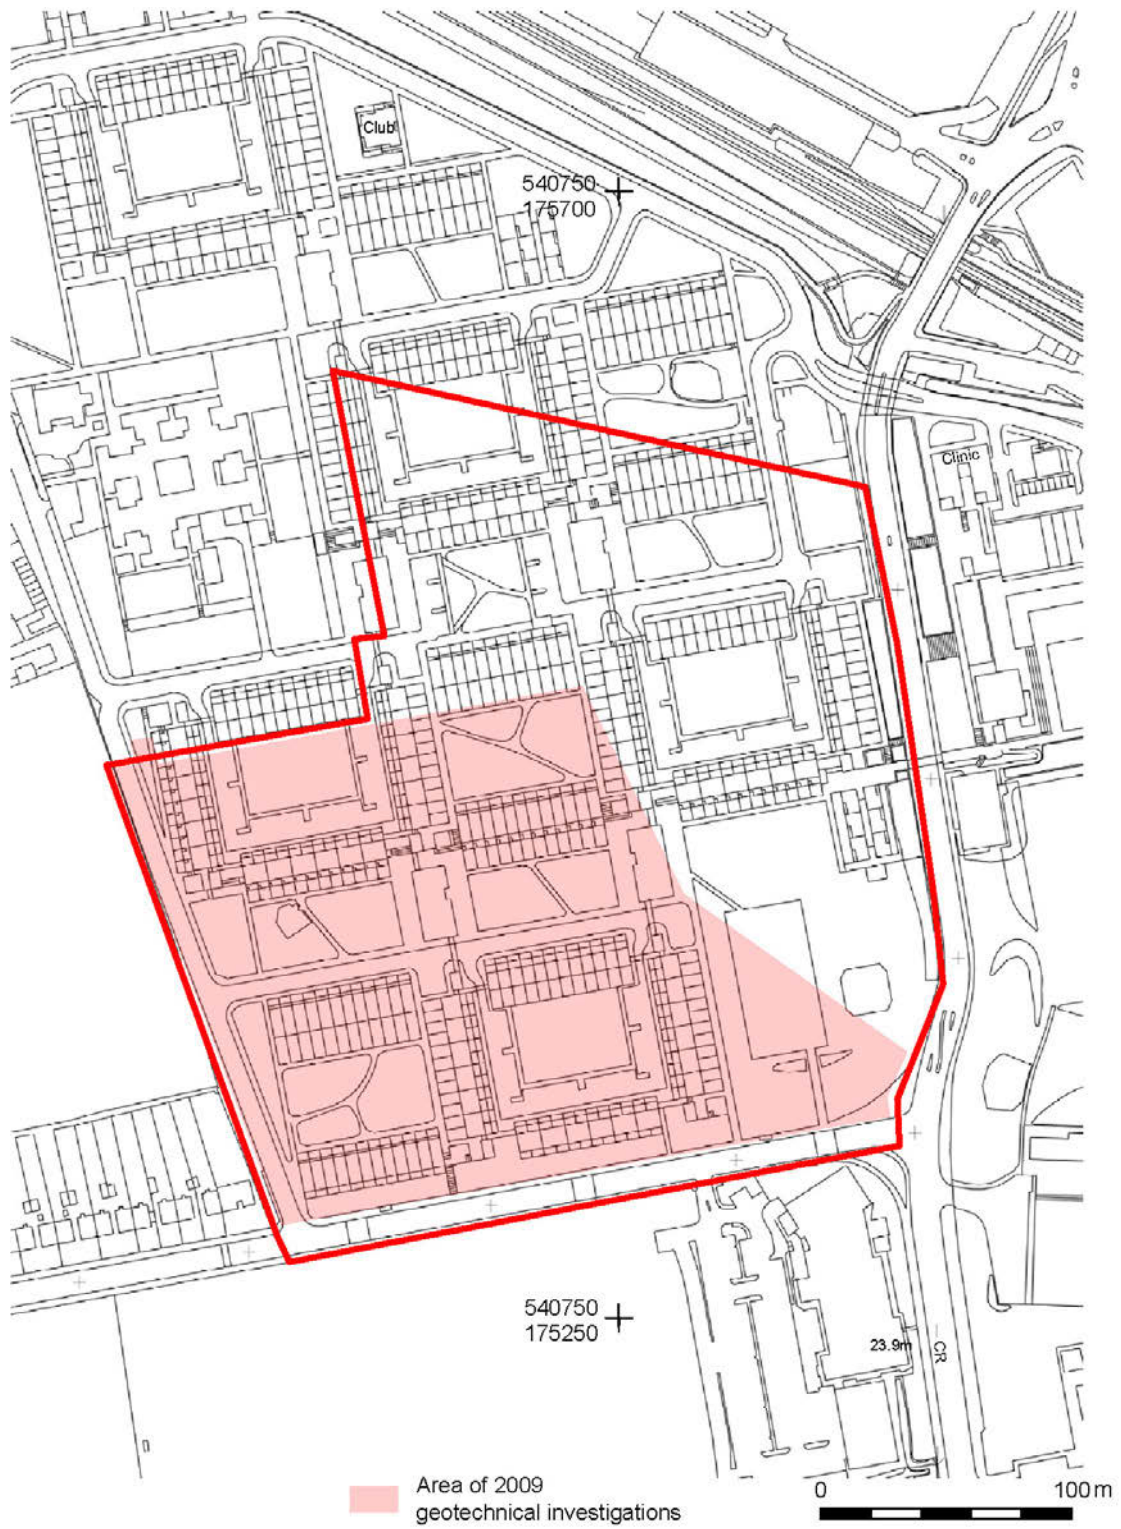 Club
540750
175700
Clinic
540750
175250
23.9m
CR
Area of 2009
geotechnical investigations
0
100 m